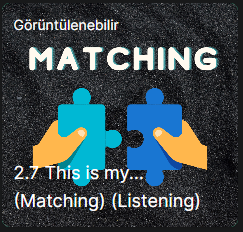 Görüntülenebilir
MATCHING
2.7 This is my...
(Matching) (Listening)